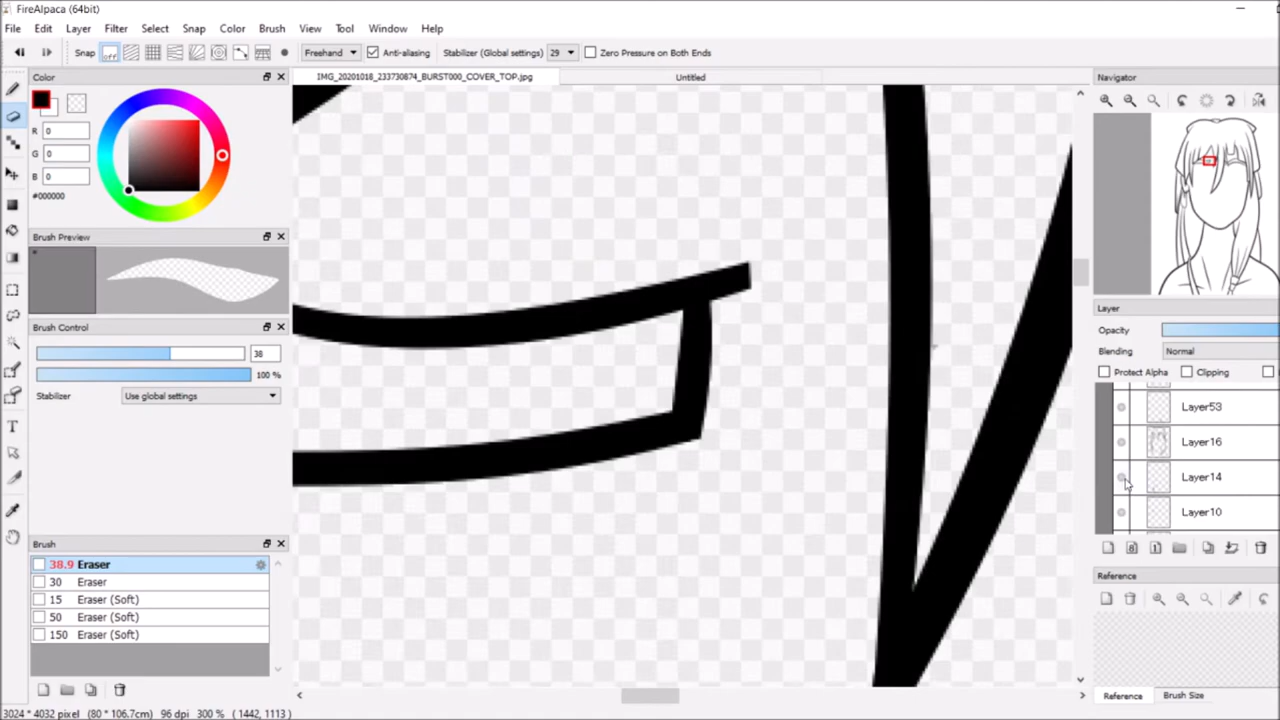 FireAlpaca (64bit)
File Edit Layer Filter Select Snap Color Brush View Tool Window Help
Snap off Freehand Anti-aliasing Stabilizer (Global settings) 29 Zero Pressure on Both Ends
Color
IMG_20201018_233730874_BURST000_COVER_TOP.jpg Untitled
Navigator
R 0
G 0
B 0
#000000
Brush Preview
Brush Control
38
100 %
Stabilizer Use global settings
Layer
Opacity
Blending Normal
Protect Alpha Clipping
Layer53
Layer16
Layer14
Layer10
8 1
Brush
38.9 Eraser
30 Eraser
15 Eraser (Soft)
50 Eraser (Soft)
150 Eraser (Soft)
Reference
Reference Brush Size
3024 * 4032 pixel (80 * 106.7cm) 96 dpi 300 % ( 1442, 1113 )